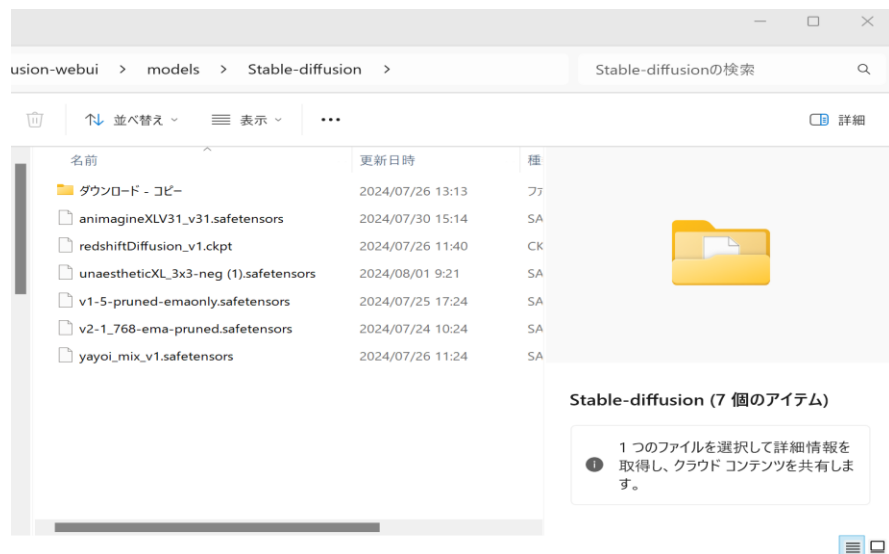 usion-webui > models > Stable-diffusion >
Stable-diffusionの検索
並べ替え
表示
詳細
名前 更新日時 種
ダウンロード - コピー 2024/07/26 13:13 ファ
animagineXLV31_v31.safetensors 2024/07/30 15:14 SA
redshiftDiffusion_v1.ckpt 2024/07/26 11:40 CK
unaestheticXL_3x3-neg (1).safetensors 2024/08/01 9:21 SA
v1-5-pruned-emaonly.safetensors 2024/07/25 17:24 SA
v2-1_768-ema-pruned.safetensors 2024/07/24 10:24 SA
yayoi_mix_v1.safetensors 2024/07/26 11:24 SA
Stable-diffusion (7 個のアイテム)
1 つのファイルを選択して詳細情報を
取得し、クラウド コンテンツを共有しま
す。